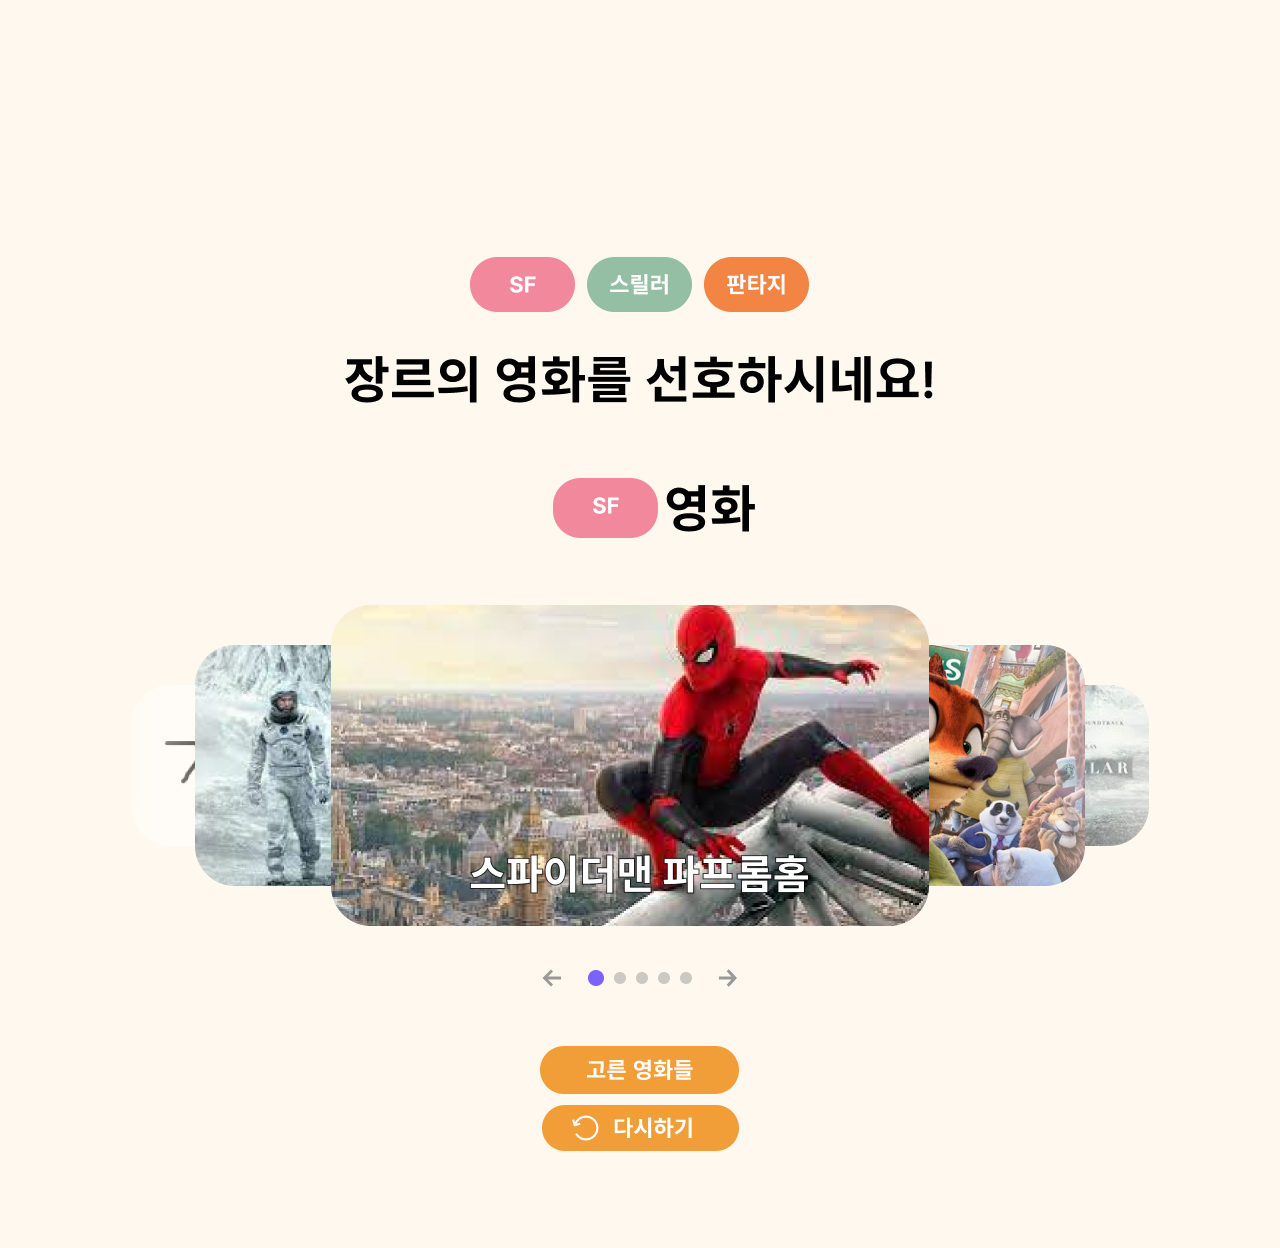 SF 스릴러 판타지
장르의 영화를 선호하시네요!
SF 영화
스파이더맨 파프롬홈
고른 영화들
다시하기